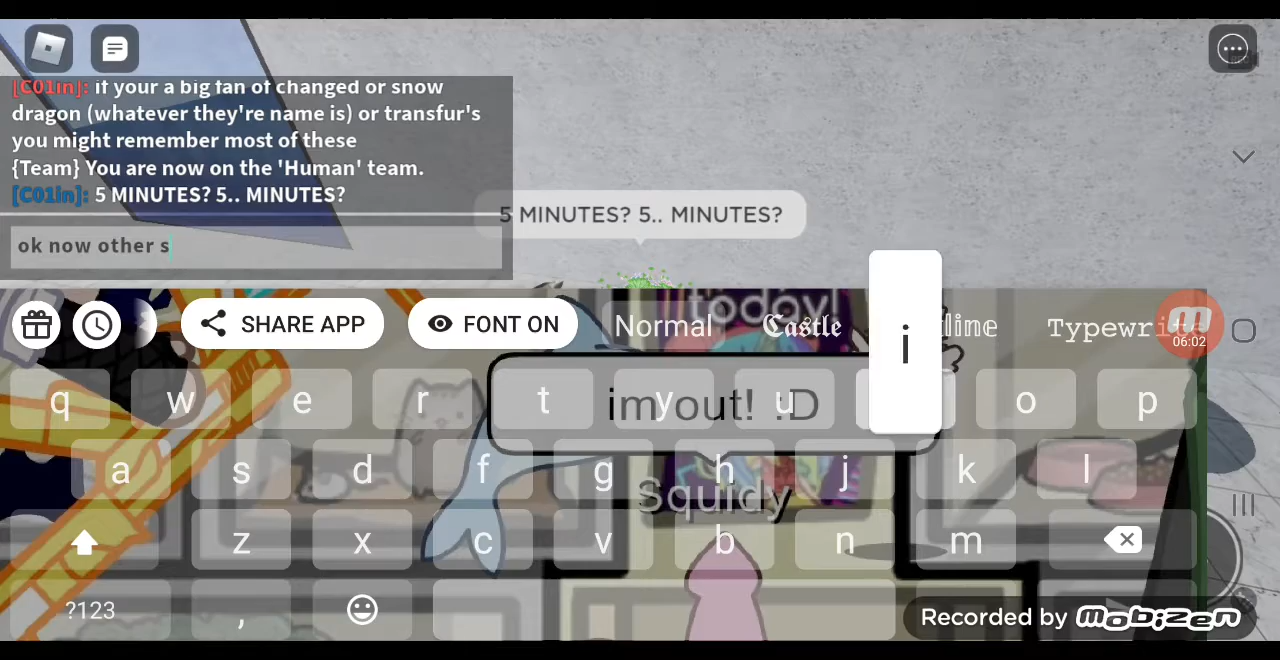 [C01in]: if your a big fan of changed or snow
dragon (whatever they're name is) or transfur's
you might remember most of these
{Team} You are now on the 'Human' team.
[C01in]: 5 MINUTES? 5.. MINUTES?
5 MINUTES? 5.. MINUTES?
ok now other s
today!
SHARE APP
FONT ON
Normal
Castle
i
Typewrite
06:02
q w e r t y u o p
im out! :D
a s d f g h j k l
Squidy
z x c v b n m
?123
,
Recorded by mobizen